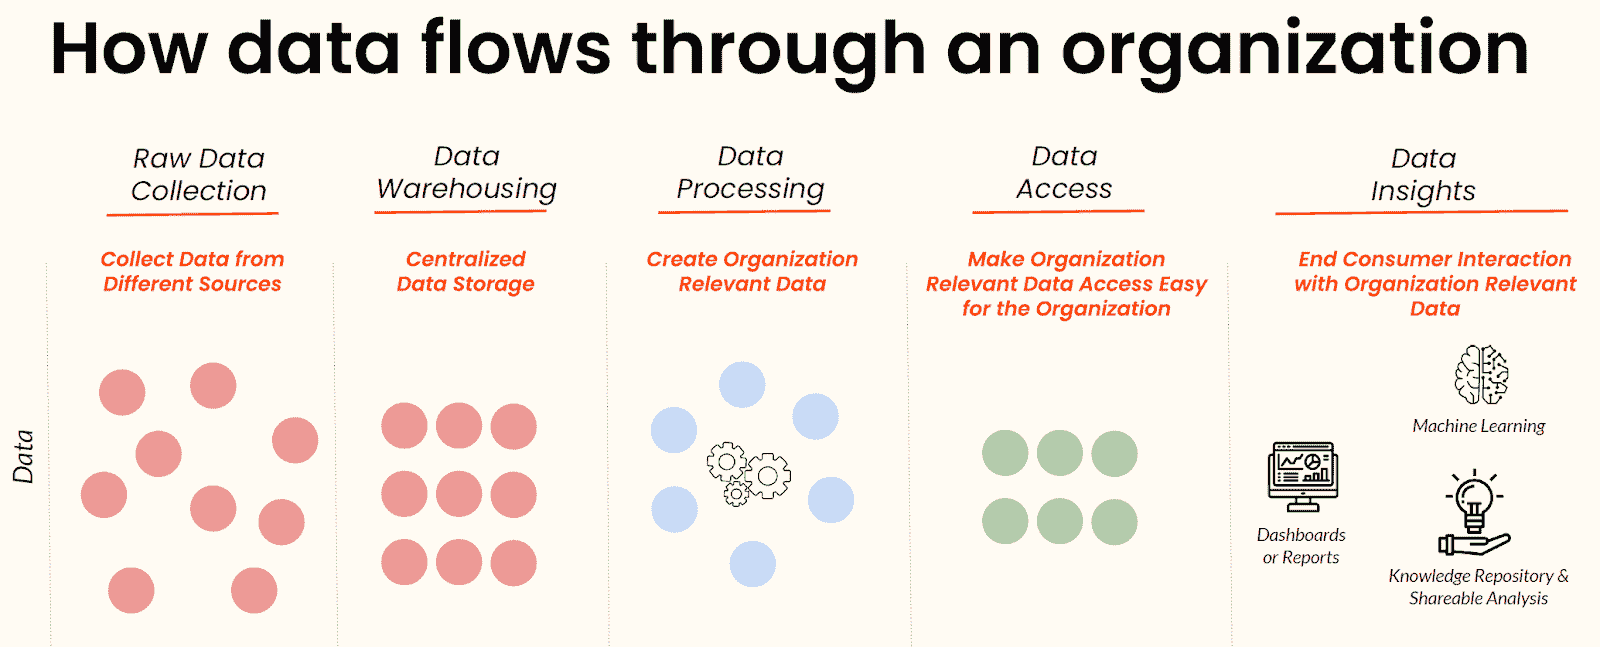 How data flows through an organization
Raw Data
Collection
Data
Warehousing
Data
Processing
Data
Access
Data
Insights
Collect Data from
Different Sources
Centralized
Data Storage
Create Organization
Relevant Data
Make Organization
Relevant Data Access Easy
for the Organization
End Consumer Interaction
with Organization Relevant
Data
Data
Machine Learning
Dashboards
or Reports
Knowledge Repository &
Shareable Analysis